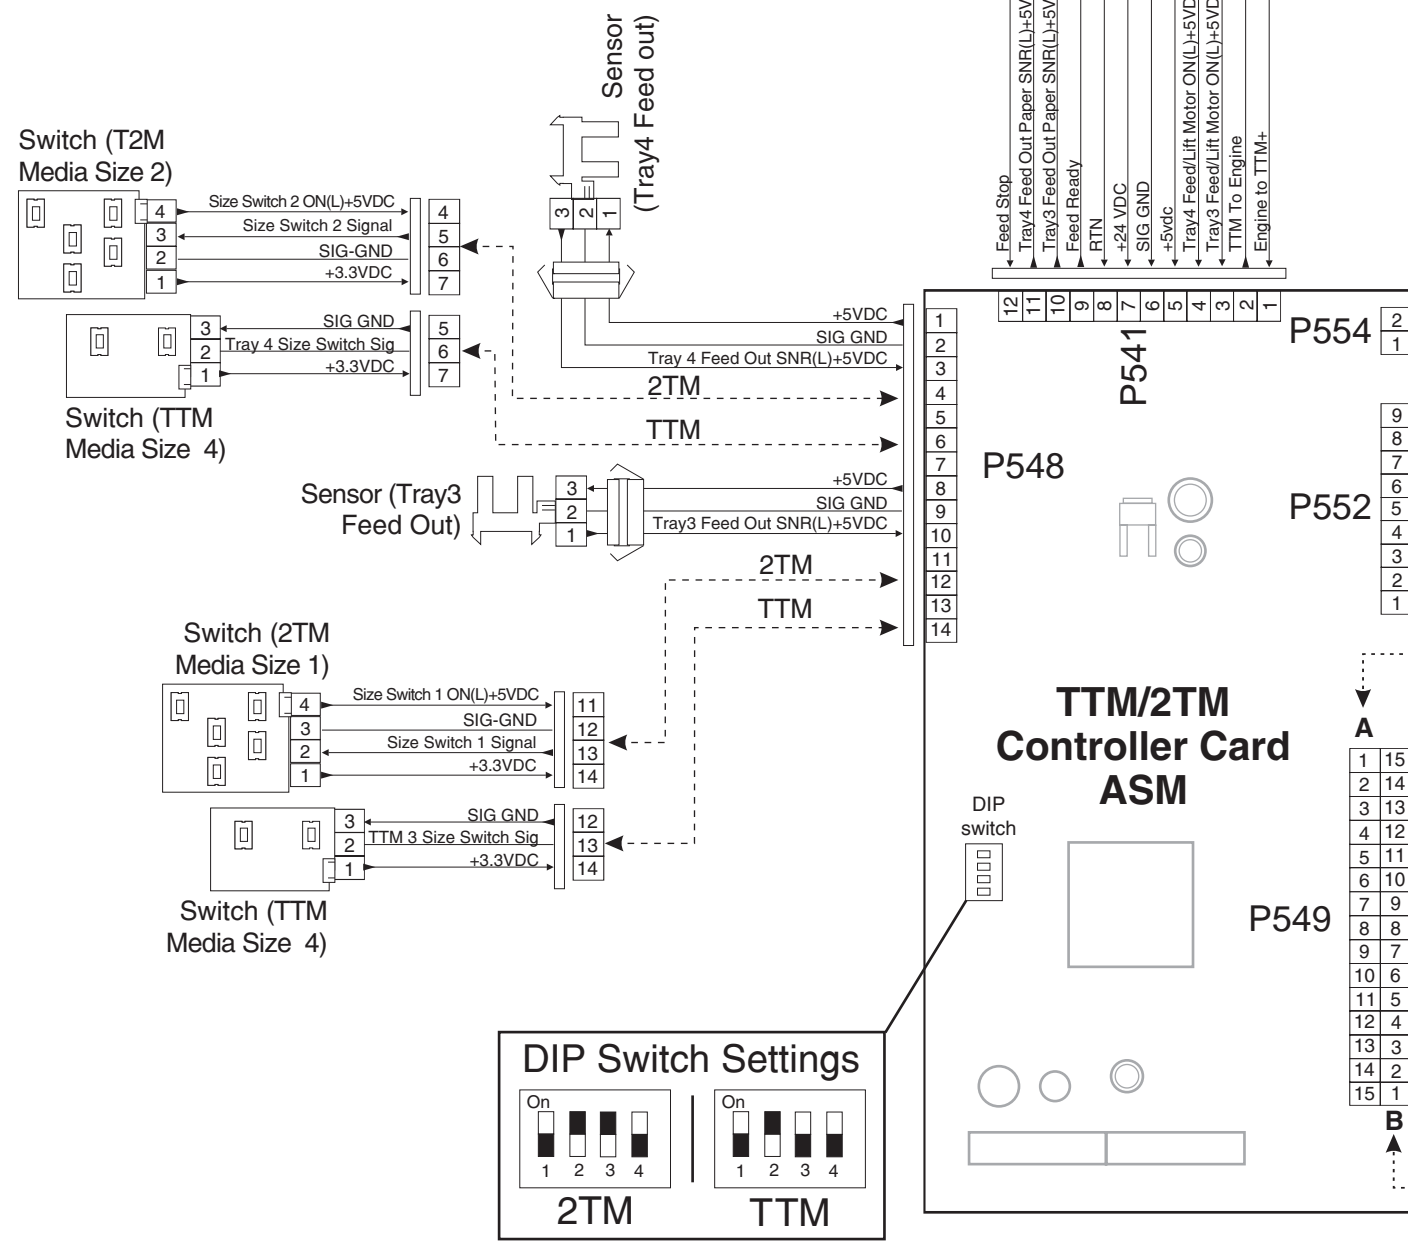 Sensor
(Tray4 Feed out)
Switch (T2M
Media Size 2)
4
3
2
1
Size Switch 2 ON(L)+5VDC
Size Switch 2 Signal
SIG-GND
+3.3VDC
4
5
6
7
3
2
1
SIG GND
Tray 4 Size Switch Sig
+3.3VDC
5
6
7
Switch (TTM
Media Size 4)
3
2
1
+5VDC
SIG GND
Tray 4 Feed Out SNR(L)+5VDC
2TM
TTM
Sensor (Tray3
Feed Out)
3
2
1
+5VDC
SIG GND
Tray3 Feed Out SNR(L)+5VDC
2TM
TTM
Switch (2TM
Media Size 1)
4
3
2
1
Size Switch 1 ON(L)+5VDC
SIG-GND
Size Switch 1 Signal
+3.3VDC
11
12
13
14
3
2
1
SIG GND
TTM 3 Size Switch Sig
+3.3VDC
12
13
14
Switch (TTM
Media Size 4)
1
2
3
4
5
6
7
8
9
10
11
12
13
14
P548
Feed Stop
Tray4 Feed Out Paper SNR(L)+5V
Tray3 Feed Out Paper SNR(L)+5V
Feed Ready
RTN
+24 VDC
SIG GND
+5vdc
Tray4 Feed/Lift Motor ON(L)+5VD
Tray3 Feed/Lift Motor ON(L)+5VD
TTM To Engine
Engine to TTM+
12 11 10 9 8 7 6 5 4 3 2 1
P541
P554
2
1
P552
9
8
7
6
5
4
3
2
1
TTM/2TM
Controller Card
ASM
DIP
switch
P549
A
1 15
2 14
3 13
4 12
5 11
6 10
7 9
8 8
9 7
10 6
11 5
12 4
13 3
14 2
15 1
B
DIP Switch Settings
On
1 2 3 4
2TM
On
1 2 3 4
TTM